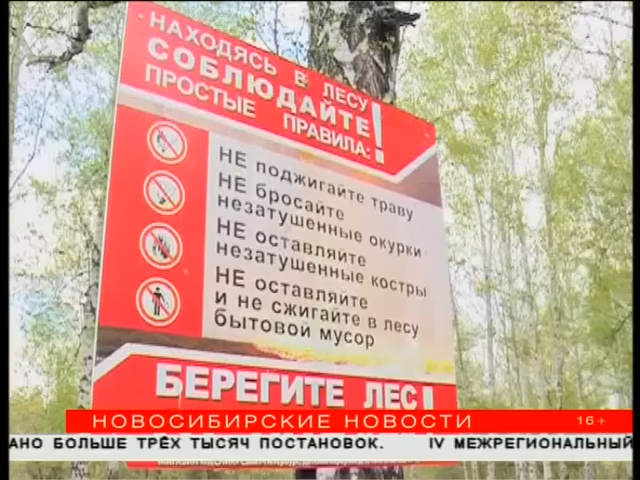 НАХОДЯСЬ В ЛЕСУ
СОБЛЮДАЙТЕ!
ПРОСТЫЕ ПРАВИЛА:
НЕ поджигайте траву
НЕ бросайте
незатушенные окурки
НЕ оставляйте
незатушенные костры
НЕ оставляйте
и не сжигайте в лесу
бытовой мусор
БЕРЕГИТЕ ЛЕС!
НОВОСИБИРСКИЕ НОВОСТИ 16+
АНО БОЛЬШЕ ТРЁХ ТЫСЯЧ ПОСТАНОВОК. IV МЕЖРЕГИОНАЛЬНЫЙ